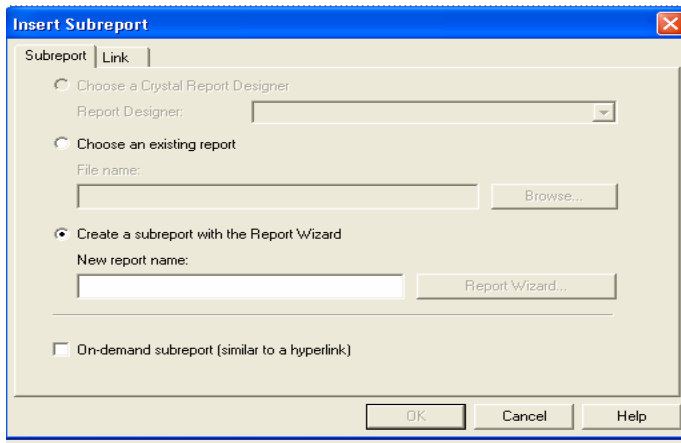 Insert Subreport
Subreport Link
Choose a Crystal Report Designer
Report Designer:
Choose an existing report
File name:
Browse...
Create a subreport with the Report Wizard
New report name:
Report Wizard...
On-demand subreport (similar to a hyperlink)
OK Cancel Help